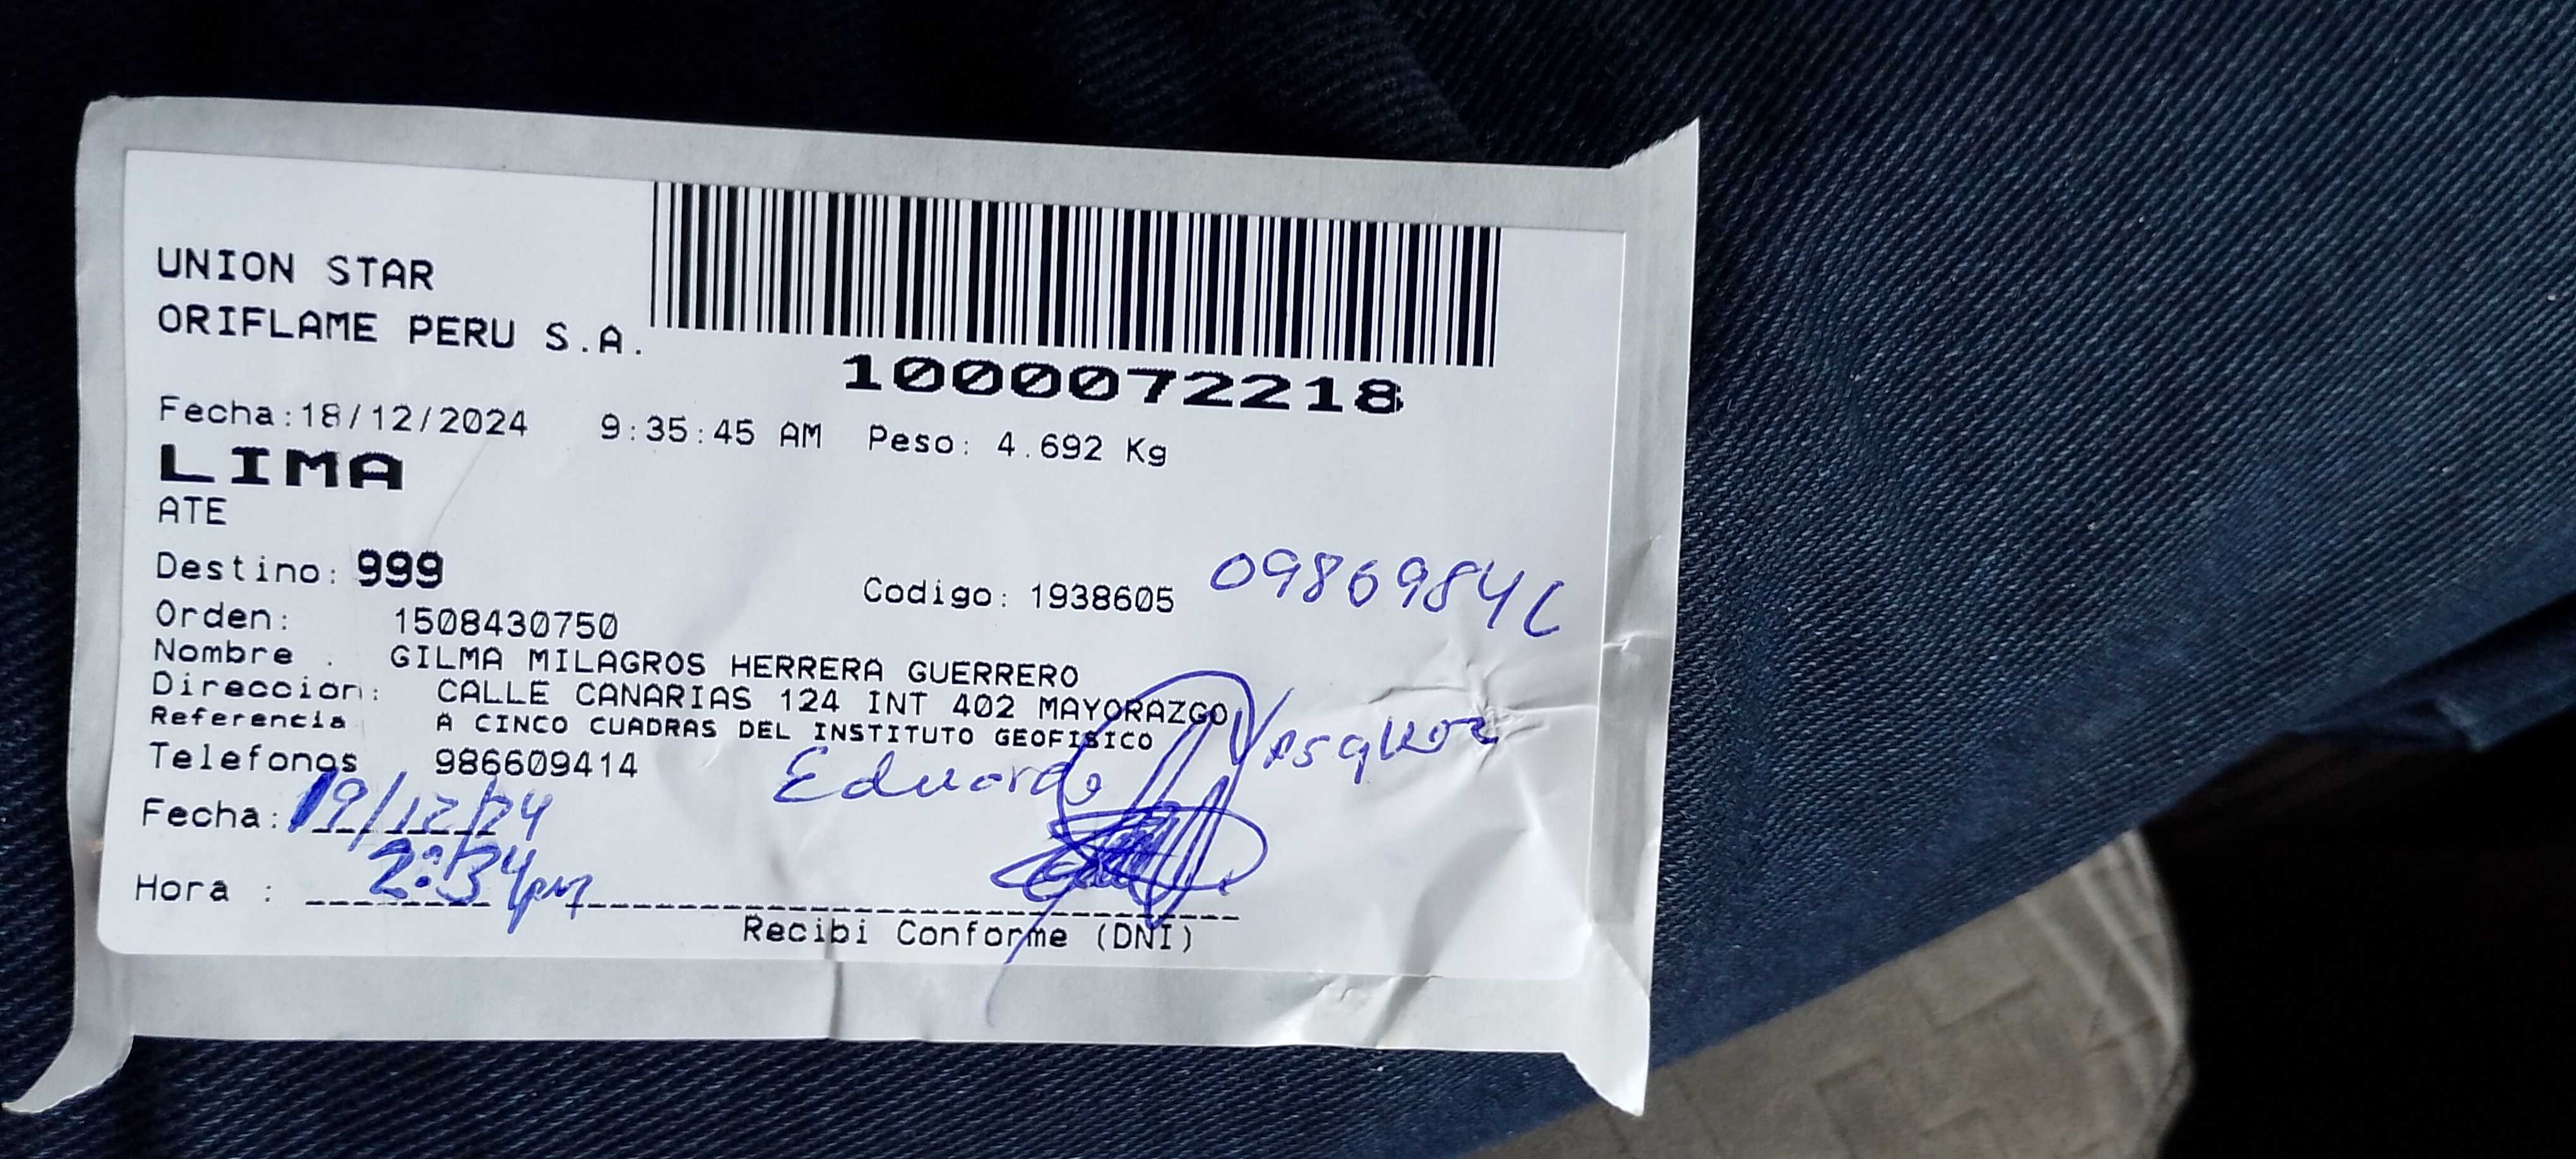 UNION STAR
ORIFLAME PERU S.A.
1000072218
Fecha:18/12/2024 9:35:45 AM Peso: 4.692 Kg
LIMA
ATE
Destino: 999
Codigo: 1938605 09869846
Orden: 1508430750
Nombre : GILMA MILAGROS HERRERA GUERRERO
Direccion: CALLE CANARIAS 124 INT 402 MAYORAZGO
Referencia A CINCO CUADRAS DEL INSTITUTO GEOFISICO
Telefonos 986609414
Eduardo Vasquez
Fecha: 19/12/24
Hora : 2:34pm
Recibi Conforme (DNI)